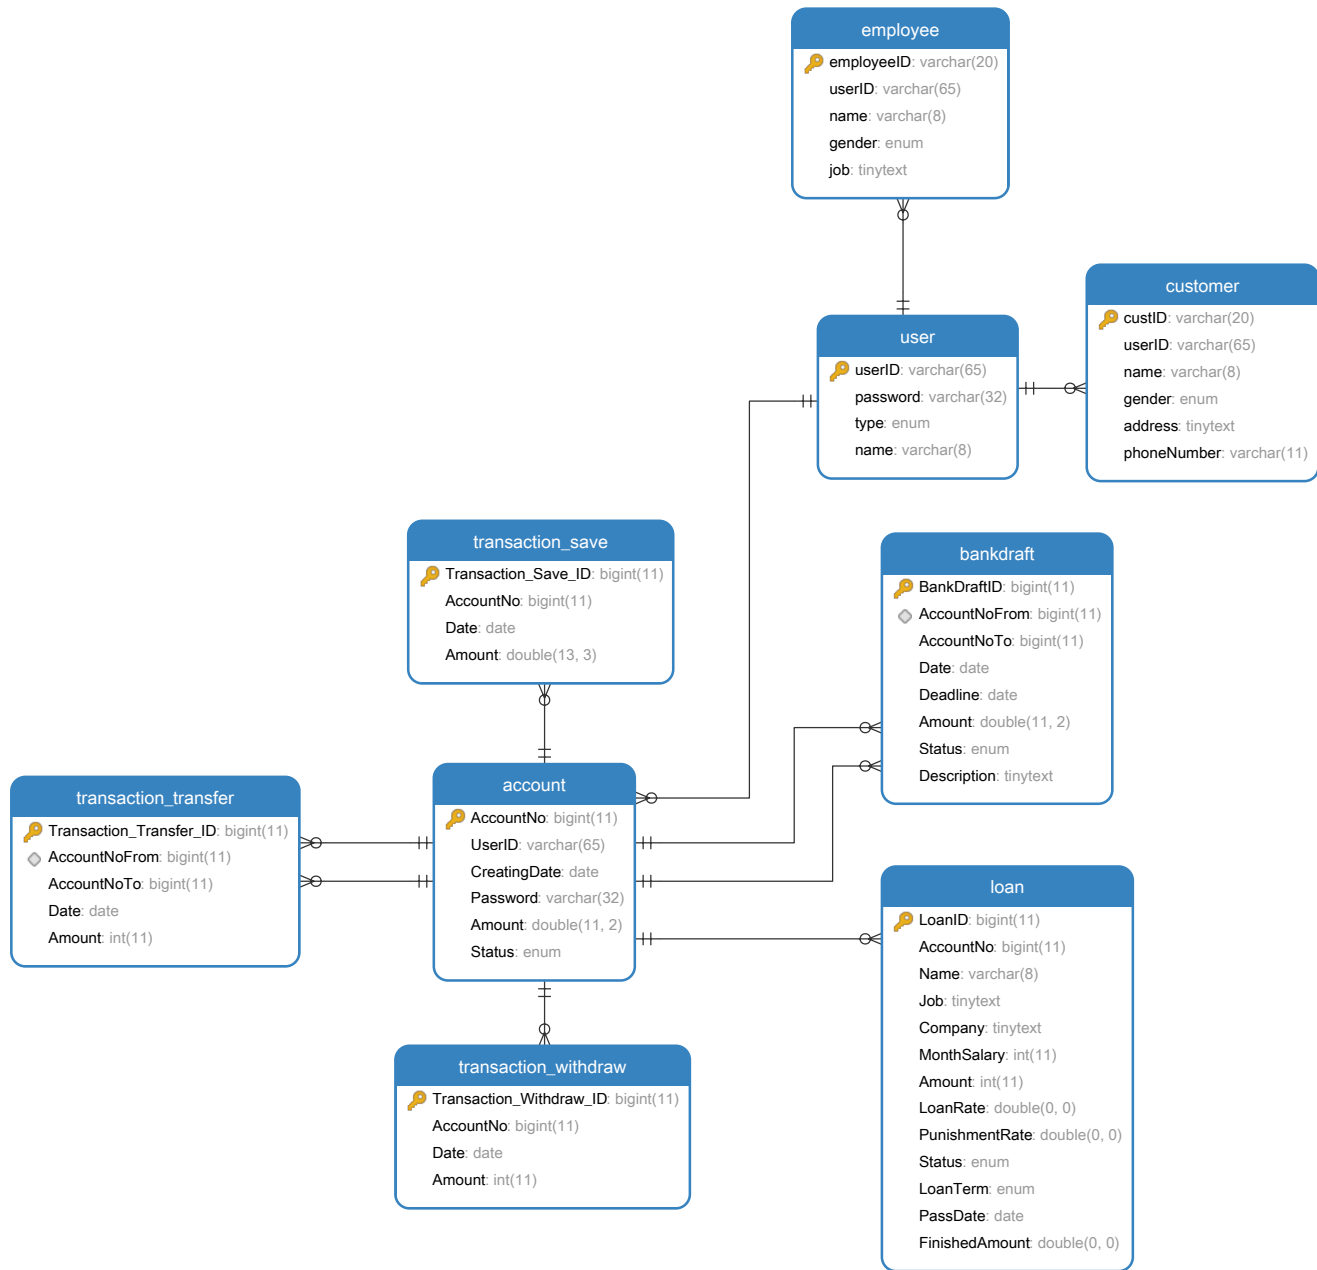 employee
employeeID: varchar(20)
userID: varchar(65)
name: varchar(8)
gender: enum
job: tinytext
customer
custID: varchar(20)
userID: varchar(65)
name: varchar(8)
gender: enum
address: tinytext
phoneNumber: varchar(11)
user
userID: varchar(65)
password: varchar(32)
type: enum
name: varchar(8)
transaction_save
Transaction_Save_ID: bigint(11)
AccountNo: bigint(11)
Date: date
Amount: double(13, 3)
bankdraft
BankDraftID: bigint(11)
AccountNoFrom: bigint(11)
AccountNoTo: bigint(11)
Date: date
Deadline: date
Amount: double(11, 2)
Status: enum
Description: tinytext
transaction_transfer
Transaction_Transfer_ID: bigint(11)
AccountNoFrom: bigint(11)
AccountNoTo: bigint(11)
Date: date
Amount: int(11)
account
AccountNo: bigint(11)
UserID: varchar(65)
CreatingDate: date
Password: varchar(32)
Amount: double(11, 2)
Status: enum
loan
LoanID: bigint(11)
AccountNo: bigint(11)
Name: varchar(8)
Job: tinytext
Company: tinytext
MonthSalary: int(11)
Amount: int(11)
LoanRate: double(0, 0)
PunishmentRate: double(0, 0)
Status: enum
LoanTerm: enum
PassDate: date
FinishedAmount: double(0, 0)
transaction_withdraw
Transaction_Withdraw_ID: bigint(11)
AccountNo: bigint(11)
Date: date
Amount: int(11)